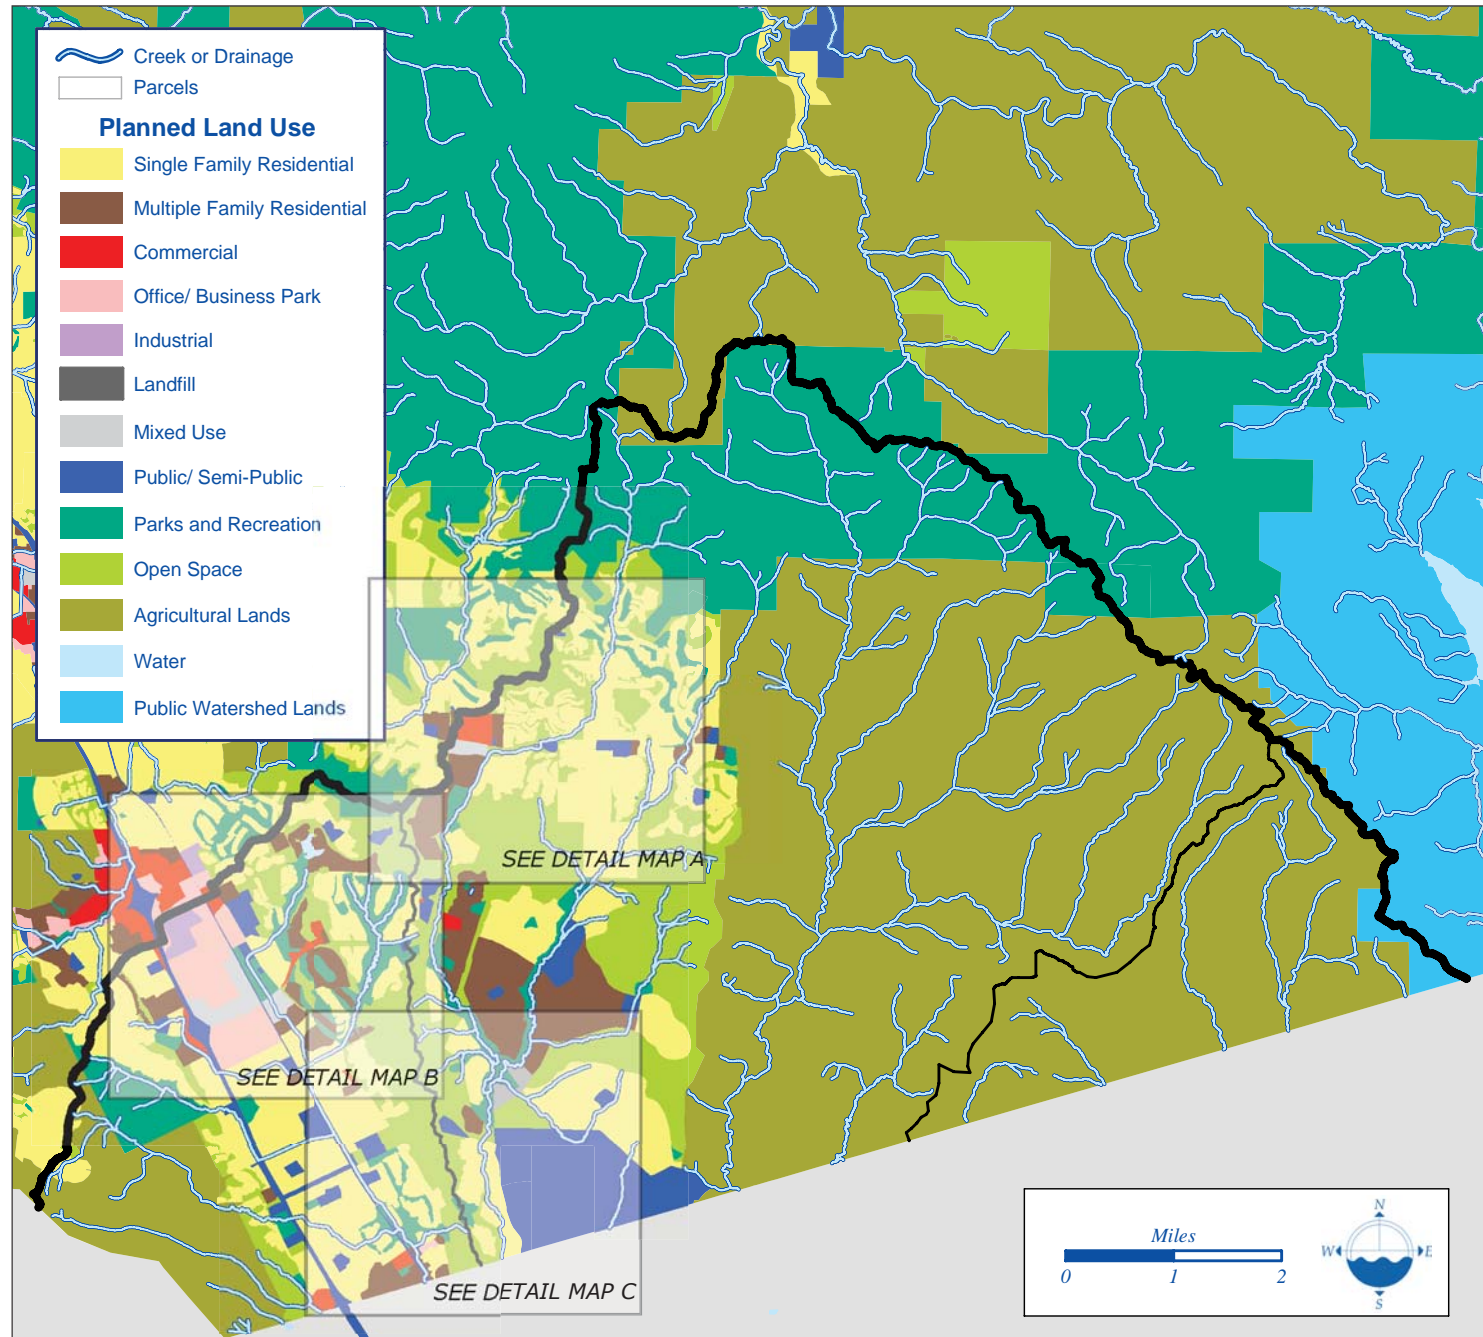 Creek or Drainage
Parcels
Planned Land Use
Single Family Residential
Multiple Family Residential
Commercial
Office/ Business Park
Industrial
Landfill
Mixed Use
Public/ Semi-Public
Parks and Recreation
Open Space
Agricultural Lands
Water
Public Watershed Lands
SEE DETAIL MAP A
SEE DETAIL MAP B
SEE DETAIL MAP C
Miles
0 1 2
N
W E
S